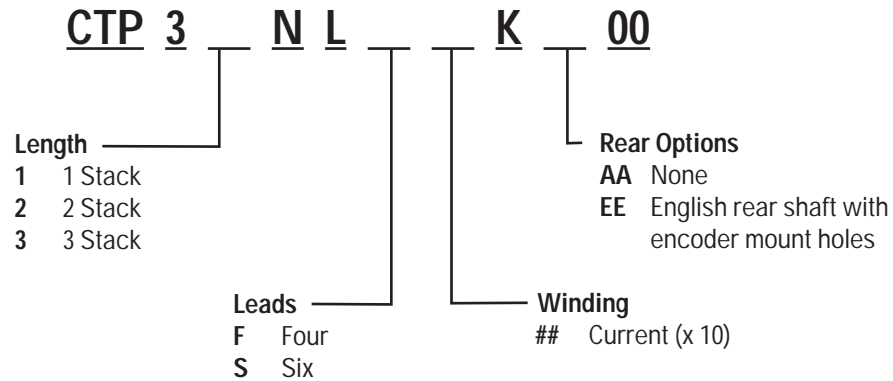 CTP 3 _ N L _ _ K _ 00
Length
1 1 Stack
2 2 Stack
3 3 Stack
Rear Options
AA None
EE English rear shaft with
encoder mount holes
Leads
F Four
S Six
Winding
## Current (x 10)